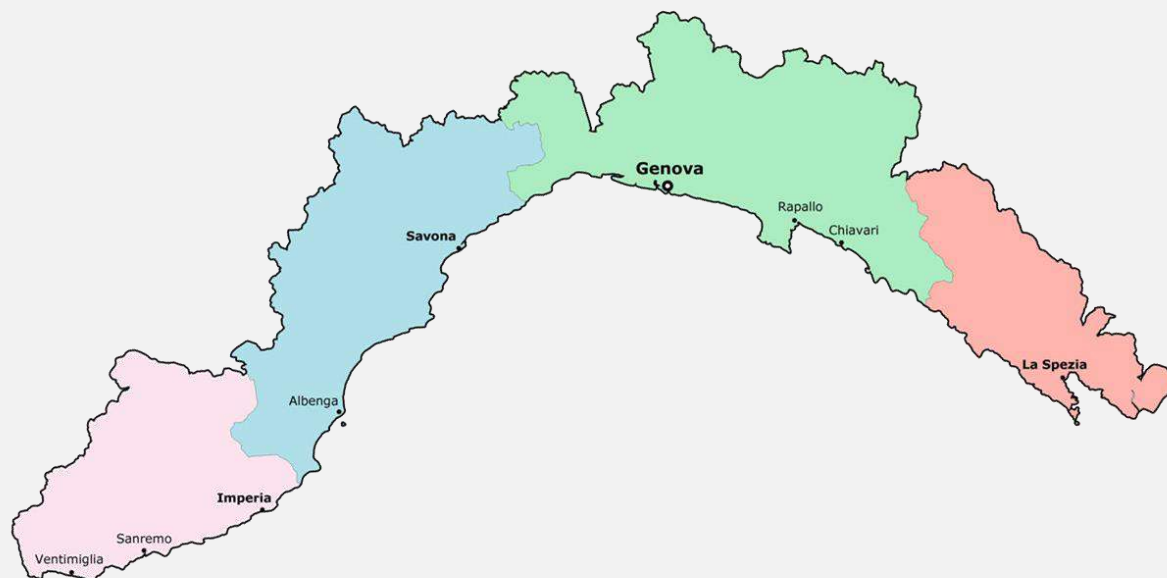 Genova
Rapallo
Chiavari
Savona
La Spezia
Albenga
Imperia
Sanremo
Ventimiglia